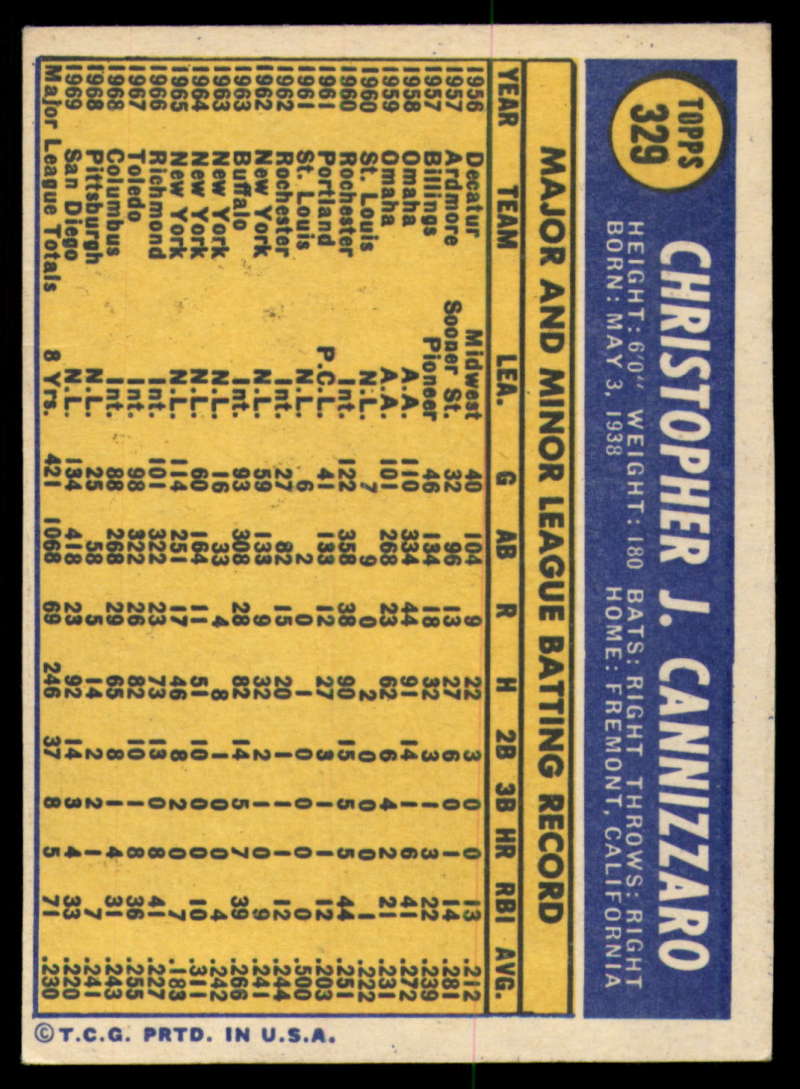 TOPPS
329
CHRISTOPHER J. CANNIZZARO
HEIGHT: 6'0" WEIGHT: 180 BATS: RIGHT THROWS: RIGHT
BORN: MAY 3, 1938 HOME: FREMONT, CALIFORNIA
MAJOR AND MINOR LEAGUE BATTING RECORD
YEAR TEAM LEA. G AB R H 2B 3B HR RBI AVG.
1956 Decatur Midwest 40 104 9 22 3 0 0 13 .212
1957 Ardmore Sooner St. 32 96 13 27 6 0 1 14 .281
1957 Billings Pioneer 46 134 18 32 3 1 3 22 .239
1958 Omaha A.A. 110 334 44 91 14 1 6 41 .272
1959 Omaha A.A. 101 268 23 62 6 4 2 21 .231
1960 St. Louis N.L. 7 9 0 2 0 0 0 1 .222
1960 Rochester Int. 122 358 38 90 15 5 5 44 .251
1961 Portland P.C.L. 41 133 12 27 3 1 1 12 .203
1961 St. Louis N.L. 6 2 0 1 0 0 0 0 .500
1962 Rochester Int. 27 82 15 20 1 1 1 12 .244
1962 New York N.L. 59 133 9 32 2 1 0 9 .241
1963 Buffalo Int. 93 308 28 82 14 5 7 39 .266
1963 New York N.L. 16 33 4 8 1 0 0 4 .242
1964 New York N.L. 60 164 11 51 10 0 0 10 .311
1965 New York N.L. 114 251 17 46 8 2 0 7 .183
1966 Richmond Int. 101 322 23 73 13 0 8 41 .227
1967 Toledo Int. 98 322 26 82 10 1 8 36 .255
1968 Columbus Int. 88 268 29 65 8 1 4 31 .243
1968 Pittsburgh N.L. 25 58 5 14 2 2 1 7 .241
1969 San Diego N.L. 134 418 23 92 14 3 4 33 .220
Major League Totals 8 Yrs. 421 1068 69 246 37 8 5 71 .230
© T.C.G. PRTD. IN U.S.A.